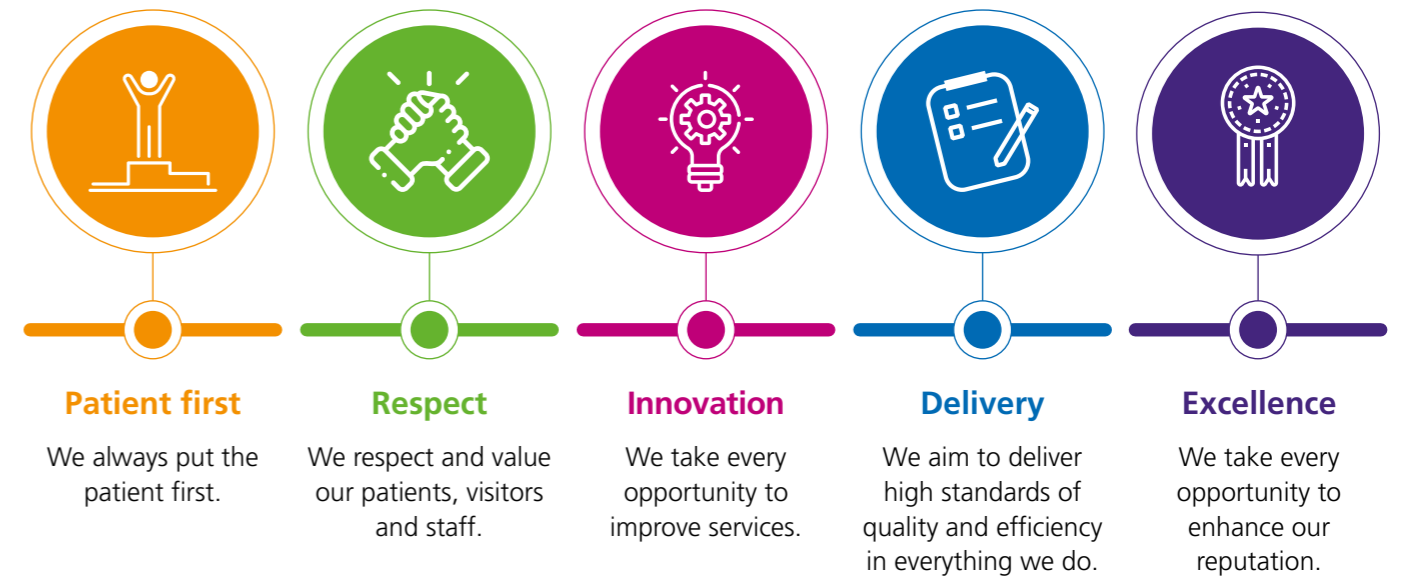 Patient first
We always put the
patient first.
Respect
We respect and value
our patients, visitors
and staff.
Innovation
We take every
opportunity to
improve services.
Delivery
We aim to deliver
high standards of
quality and efficiency
in everything we do.
Excellence
We take every
opportunity to
enhance our
reputation.